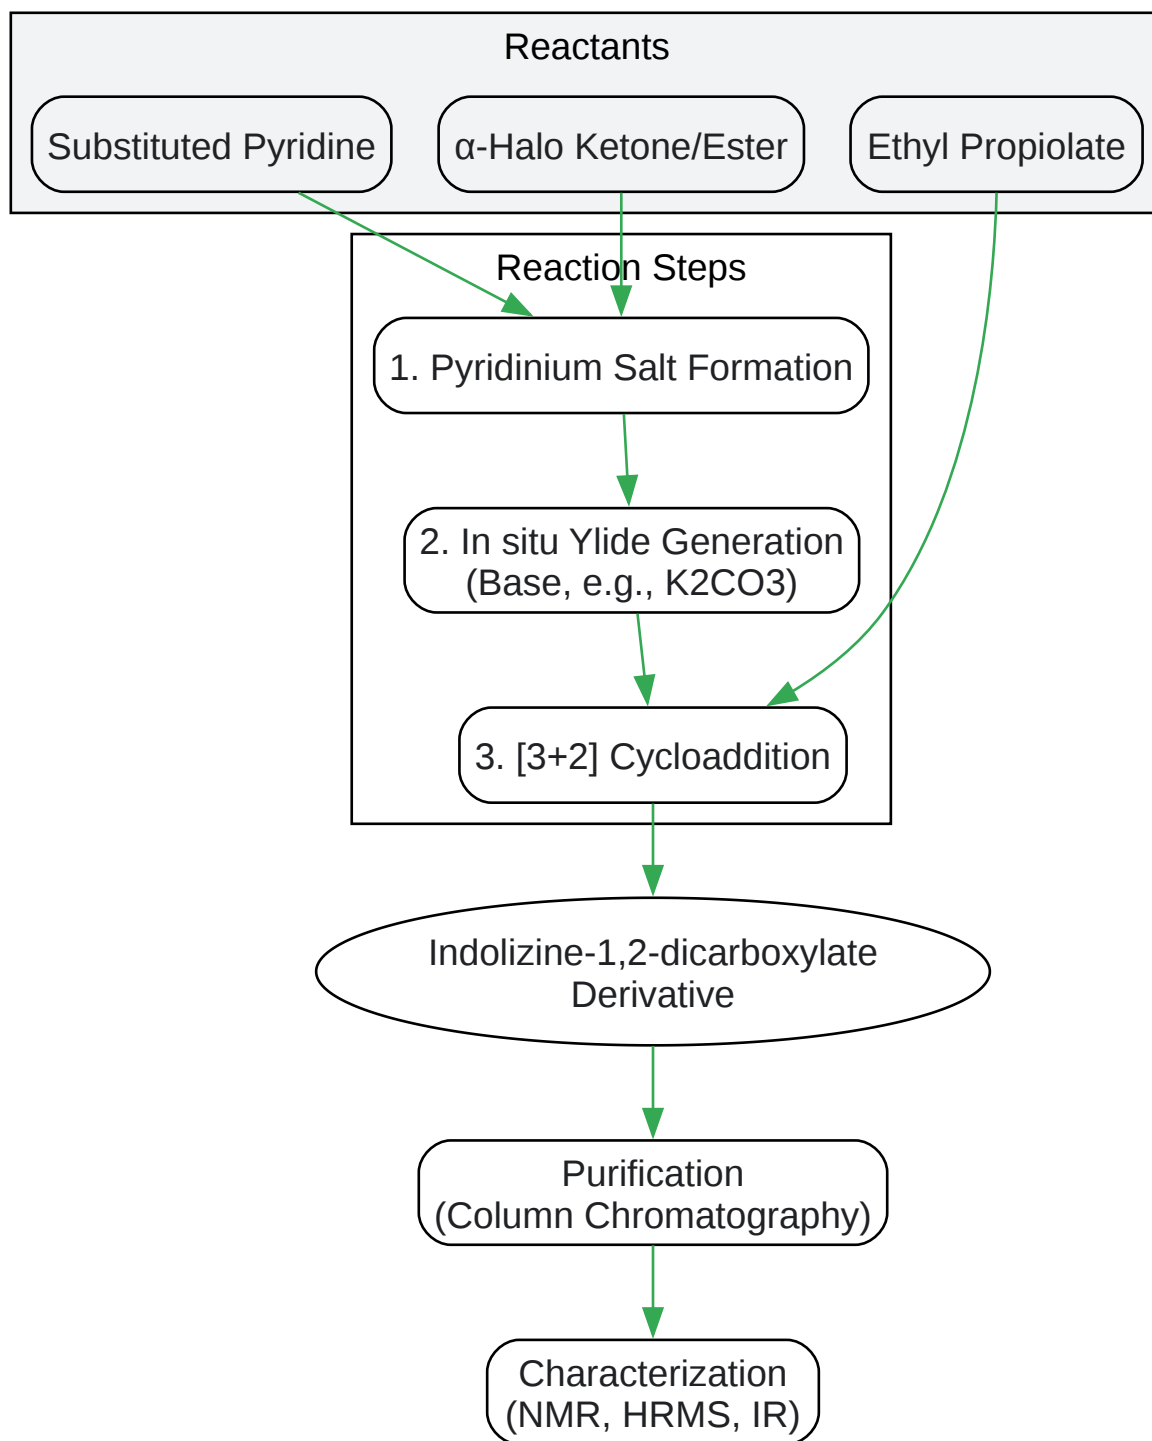 Reactants
Substituted Pyridine
α-Halo Ketone/Ester
Ethyl Propiolate
Reaction Steps
1. Pyridinium Salt Formation
2. In situ Ylide Generation
(Base, e.g., K2CO3)
3. [3+2] Cycloaddition
Indolizine-1,2-dicarboxylate
Derivative
Purification
(Column Chromatography)
Characterization
(NMR, HRMS, IR)